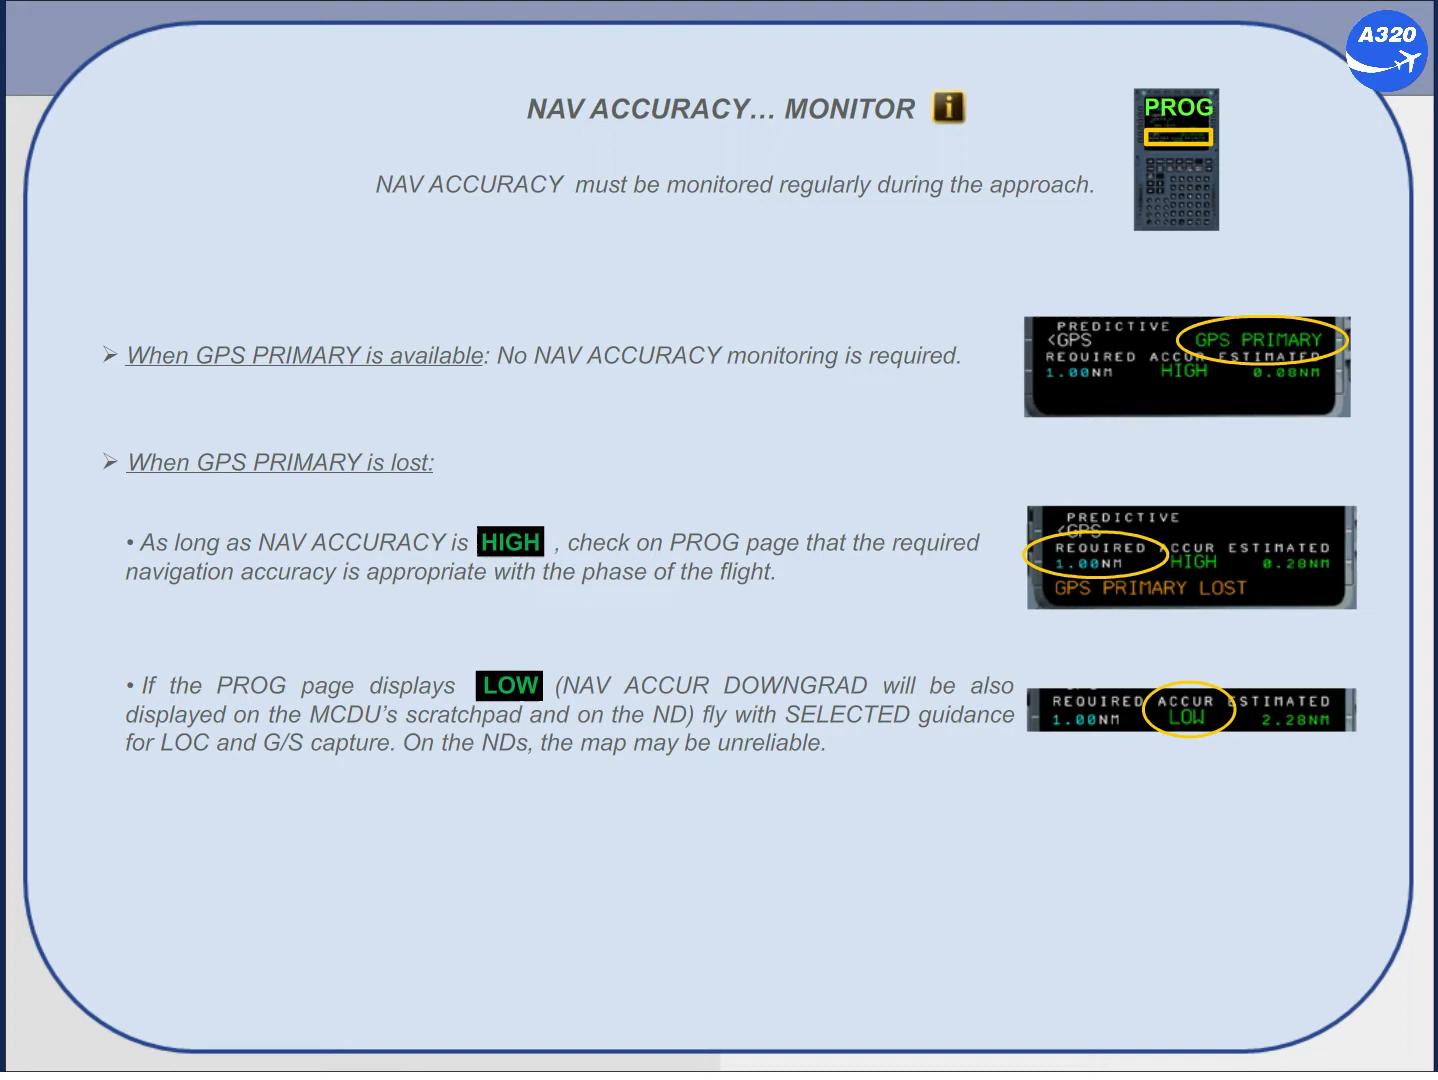 A320
NAV ACCURACY… MONITOR
PROG
NAV ACCURACY must be monitored regularly during the approach.
➢ When GPS PRIMARY is available: No NAV ACCURACY monitoring is required.
PREDICTIVE
<GPS GPS PRIMARY
REQUIRED ACCUR ESTIMATED
1.00NM HIGH 0.08NM
➢ When GPS PRIMARY is lost:
• As long as NAV ACCURACY is HIGH , check on PROG page that the required
navigation accuracy is appropriate with the phase of the flight.
PREDICTIVE
<GPS
REQUIRED ACCUR ESTIMATED
1.00NM HIGH 0.28NM
GPS PRIMARY LOST
• If the PROG page displays LOW (NAV ACCUR DOWNGRAD will be also
displayed on the MCDU’s scratchpad and on the ND) fly with SELECTED guidance
for LOC and G/S capture. On the NDs, the map may be unreliable.
REQUIRED ACCUR ESTIMATED
1.00NM LOW 2.28NM